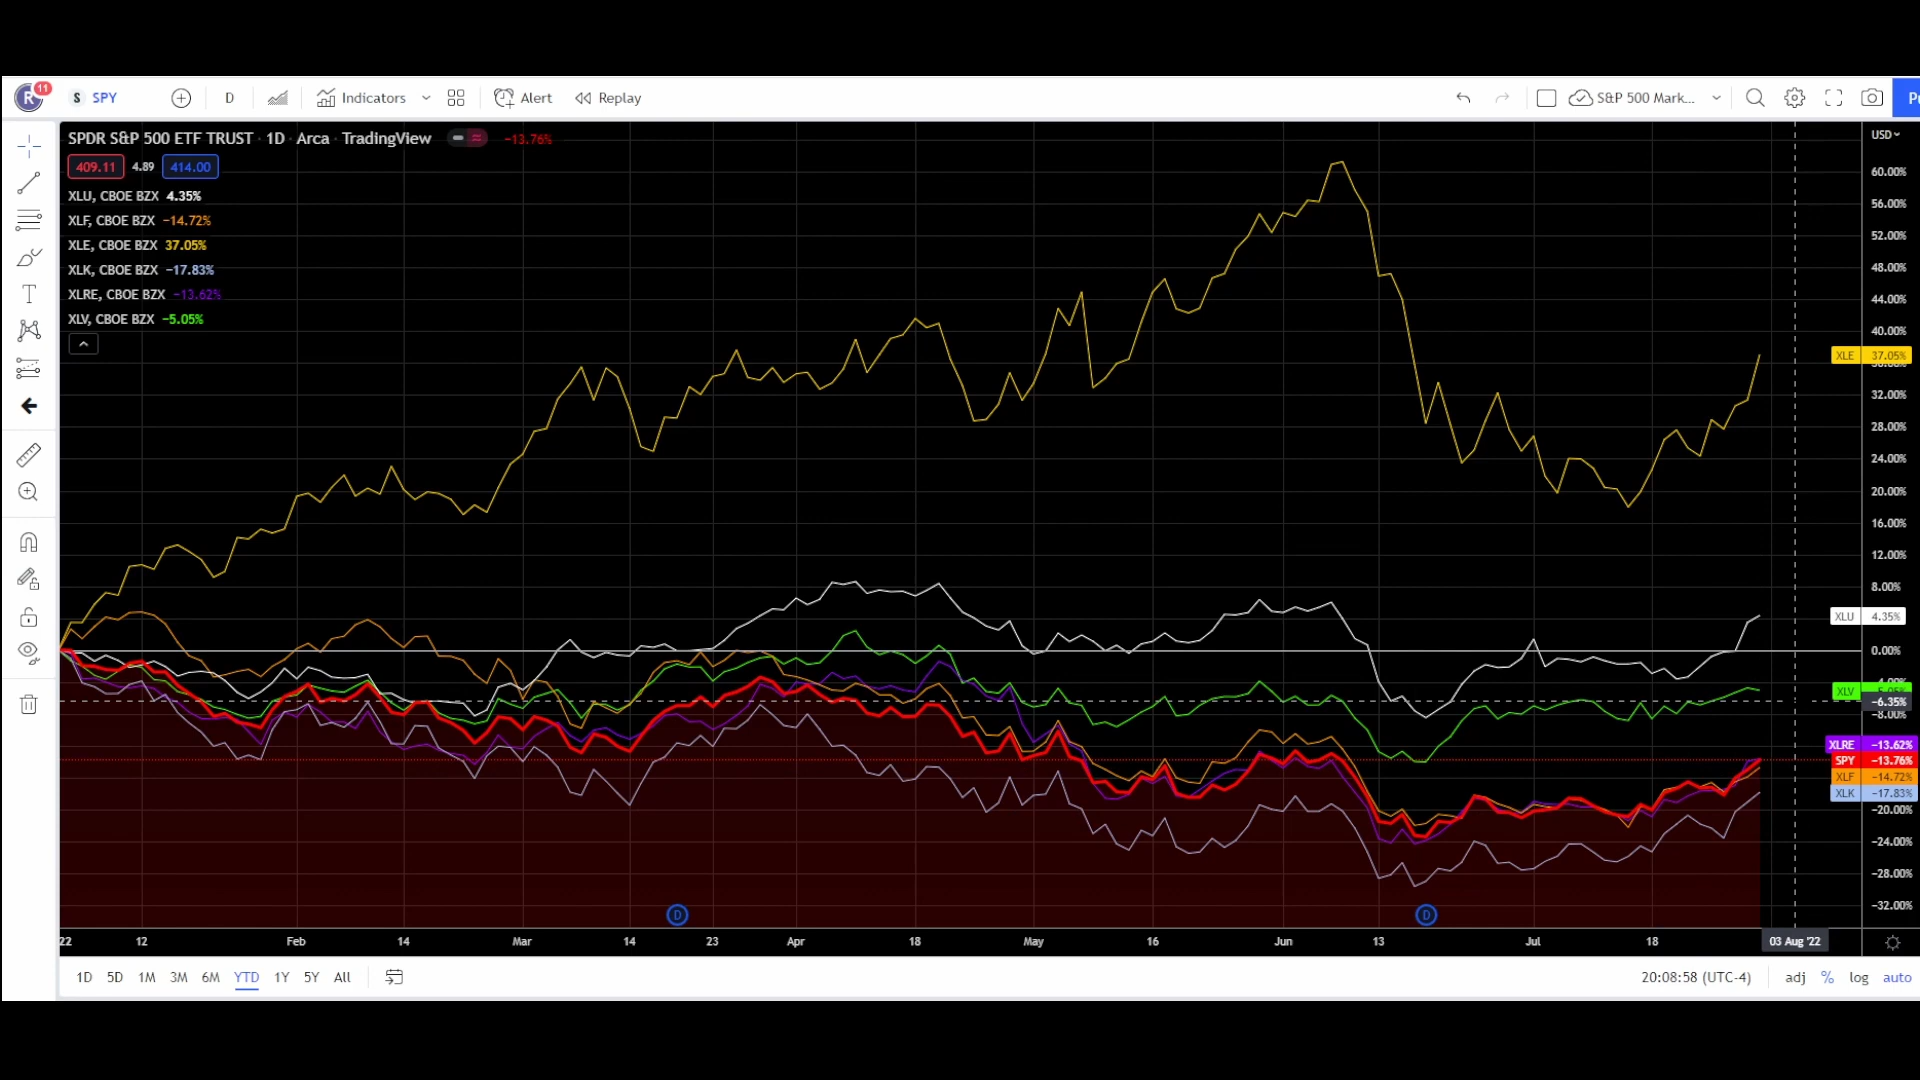 R 11 S SPY D Indicators Alert Replay S&P 500 Mark...
SPDR S&P 500 ETF TRUST · 1D · Arca · TradingView −13.76%
409.11 4.89 414.00
XLU, CBOE BZX 4.35%
XLF, CBOE BZX −14.72%
XLE, CBOE BZX 37.05%
XLK, CBOE BZX −17.83%
XLRE, CBOE BZX −13.62%
XLV, CBOE BZX −5.05%
USD
60.00%
56.00%
52.00%
48.00%
44.00%
40.00%
XLE 37.05%
32.00%
28.00%
24.00%
20.00%
16.00%
12.00%
8.00%
XLU 4.35%
0.00%
XLV
−6.35%
−8.00%
XLRE −13.62%
SPY −13.76%
XLF −14.72%
XLK −17.83%
−20.00%
−24.00%
−28.00%
−32.00%
D D
22 12 Feb 14 Mar 14 23 Apr 18 May 16 Jun 13 Jul 18 03 Aug '22
1D 5D 1M 3M 6M YTD 1Y 5Y All 20:08:58 (UTC-4) adj % log auto